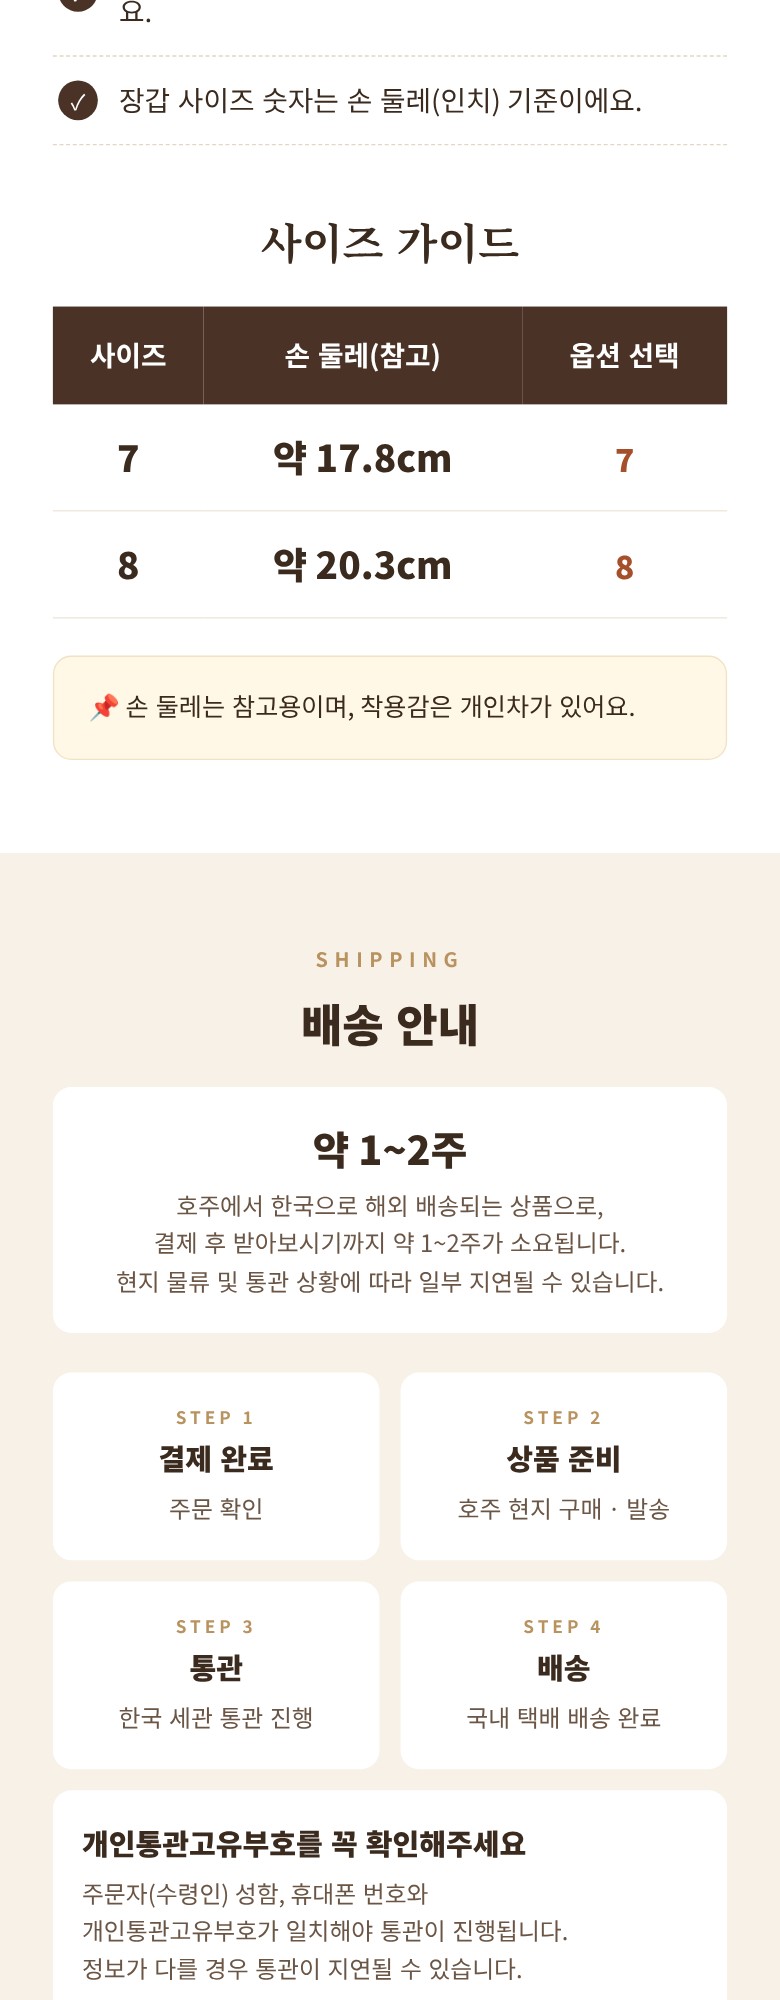 요.
장갑 사이즈 숫자는 손 둘레(인치) 기준이에요.
사이즈 가이드
사이즈 손 둘레(참고) 옵션 선택
7 약 17.8cm 7
8 약 20.3cm 8
📌 손 둘레는 참고용이며, 착용감은 개인차가 있어요.
SHIPPING
배송 안내
약 1~2주
호주에서 한국으로 해외 배송되는 상품으로,
결제 후 받아보시기까지 약 1~2주가 소요됩니다.
현지 물류 및 통관 상황에 따라 일부 지연될 수 있습니다.
STEP 1
결제 완료
주문 확인
STEP 2
상품 준비
호주 현지 구매 · 발송
STEP 3
통관
한국 세관 통관 진행
STEP 4
배송
국내 택배 배송 완료
개인통관고유부호를 꼭 확인해주세요
주문자(수령인) 성함, 휴대폰 번호와
개인통관고유부호가 일치해야 통관이 진행됩니다.
정보가 다를 경우 통관이 지연될 수 있습니다.